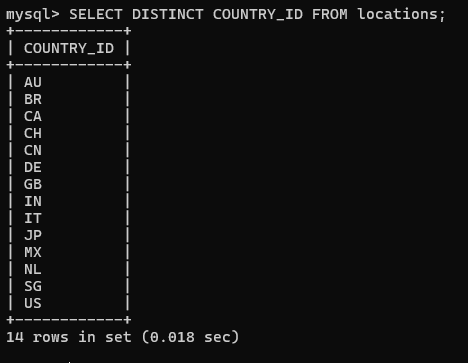 mysql> SELECT DISTINCT COUNTRY_ID FROM locations;
+------------+
| COUNTRY_ID |
+------------+
| AU         |
| BR         |
| CA         |
| CH         |
| CN         |
| DE         |
| GB         |
| IN         |
| IT         |
| JP         |
| MX         |
| NL         |
| SG         |
| US         |
+------------+
14 rows in set (0.018 sec)